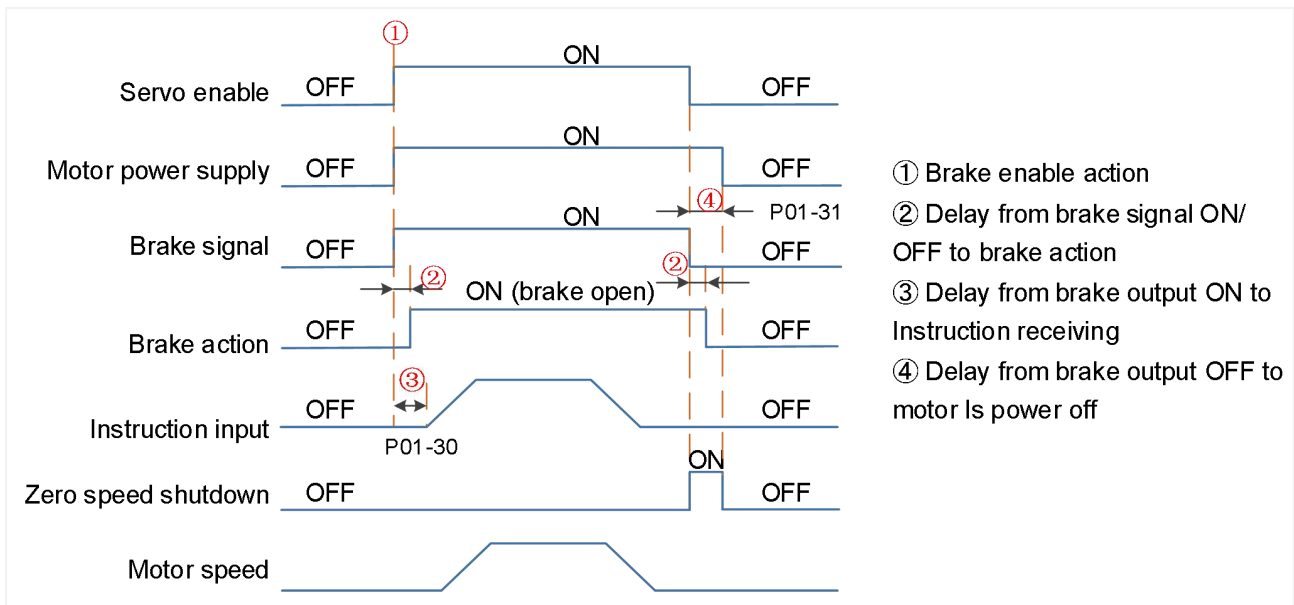 ①
ON
Servo enable OFF OFF
ON
Motor power supply OFF OFF
④ P01-31
ON
Brake signal OFF OFF
② ②
ON (brake open)
Brake action OFF OFF
③
Instruction input OFF OFF
P01-30
ON
Zero speed shutdown OFF OFF
Motor speed
① Brake enable action
② Delay from brake signal ON/
OFF to brake action
③ Delay from brake output ON to
Instruction receiving
④ Delay from brake output OFF to
motor Is power off